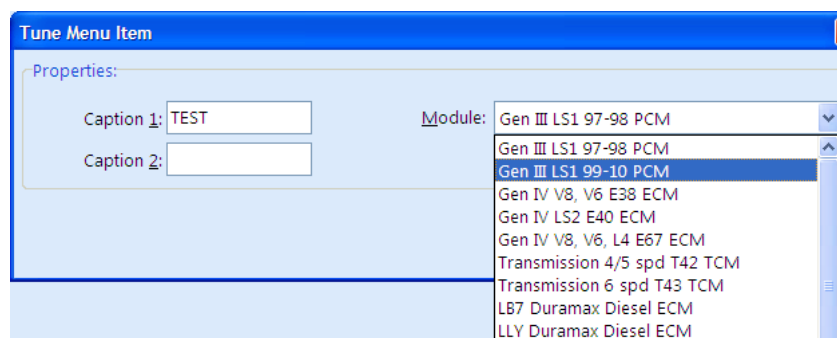 Tune Menu Item
Properties:
Caption 1: TEST
Module: Gen III LS1 97-98 PCM
Caption 2:
Gen III LS1 97-98 PCM
Gen III LS1 99-10 PCM
Gen IV V8, V6 E38 ECM
Gen IV LS2 E40 ECM
Gen IV V8, V6, L4 E67 ECM
Transmission 4/5 spd T42 TCM
Transmission 6 spd T43 TCM
LB7 Duramax Diesel ECM
LLY Duramax Diesel ECM